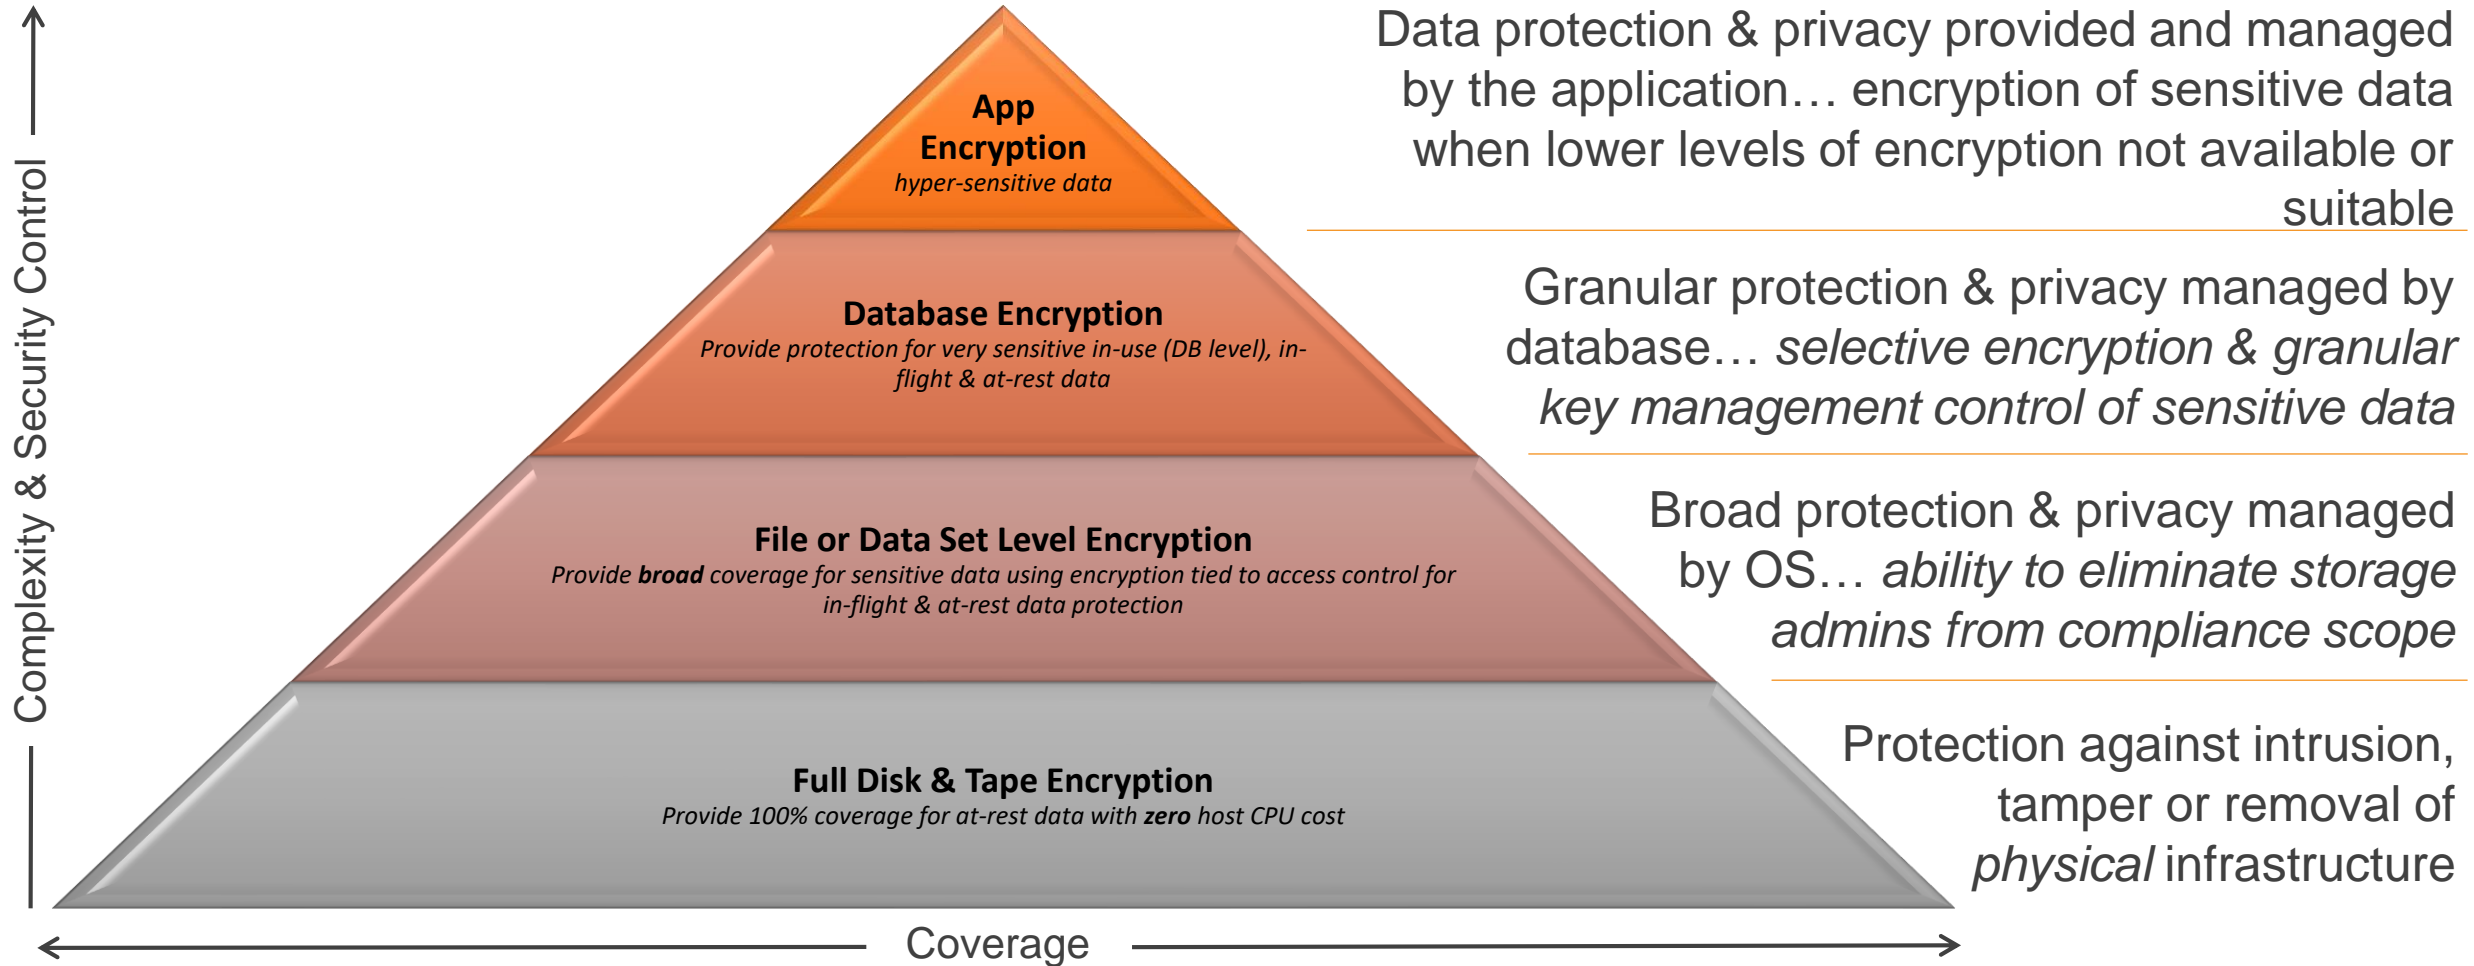 Complexity & Security Control
App
Encryption
hyper-sensitive data
Data protection & privacy provided and managed
by the application… encryption of sensitive data
when lower levels of encryption not available or
suitable
Database Encryption
Provide protection for very sensitive in-use (DB level), in-
flight & at-rest data
Granular protection & privacy managed by
database… selective encryption & granular
key management control of sensitive data
File or Data Set Level Encryption
Provide broad coverage for sensitive data using encryption tied to access control for
in-flight & at-rest data protection
Broad protection & privacy managed
by OS… ability to eliminate storage
admins from compliance scope
Full Disk & Tape Encryption
Provide 100% coverage for at-rest data with zero host CPU cost
Protection against intrusion,
tamper or removal of
physical infrastructure
Coverage